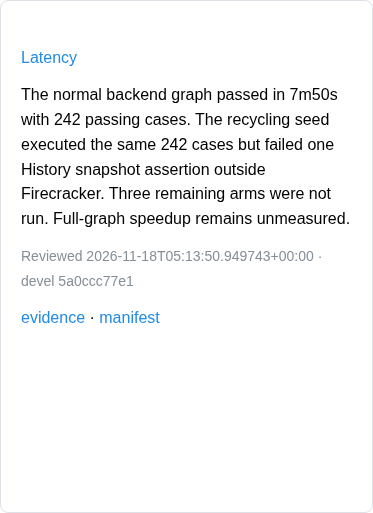 Latency
The normal backend graph passed in 7m50s
with 242 passing cases. The recycling seed
executed the same 242 cases but failed one
History snapshot assertion outside
Firecracker. Three remaining arms were not
run. Full-graph speedup remains unmeasured.
Reviewed 2026-11-18T05:13:50.949743+00:00 ·
devel 5a0ccc77e1
evidence · manifest